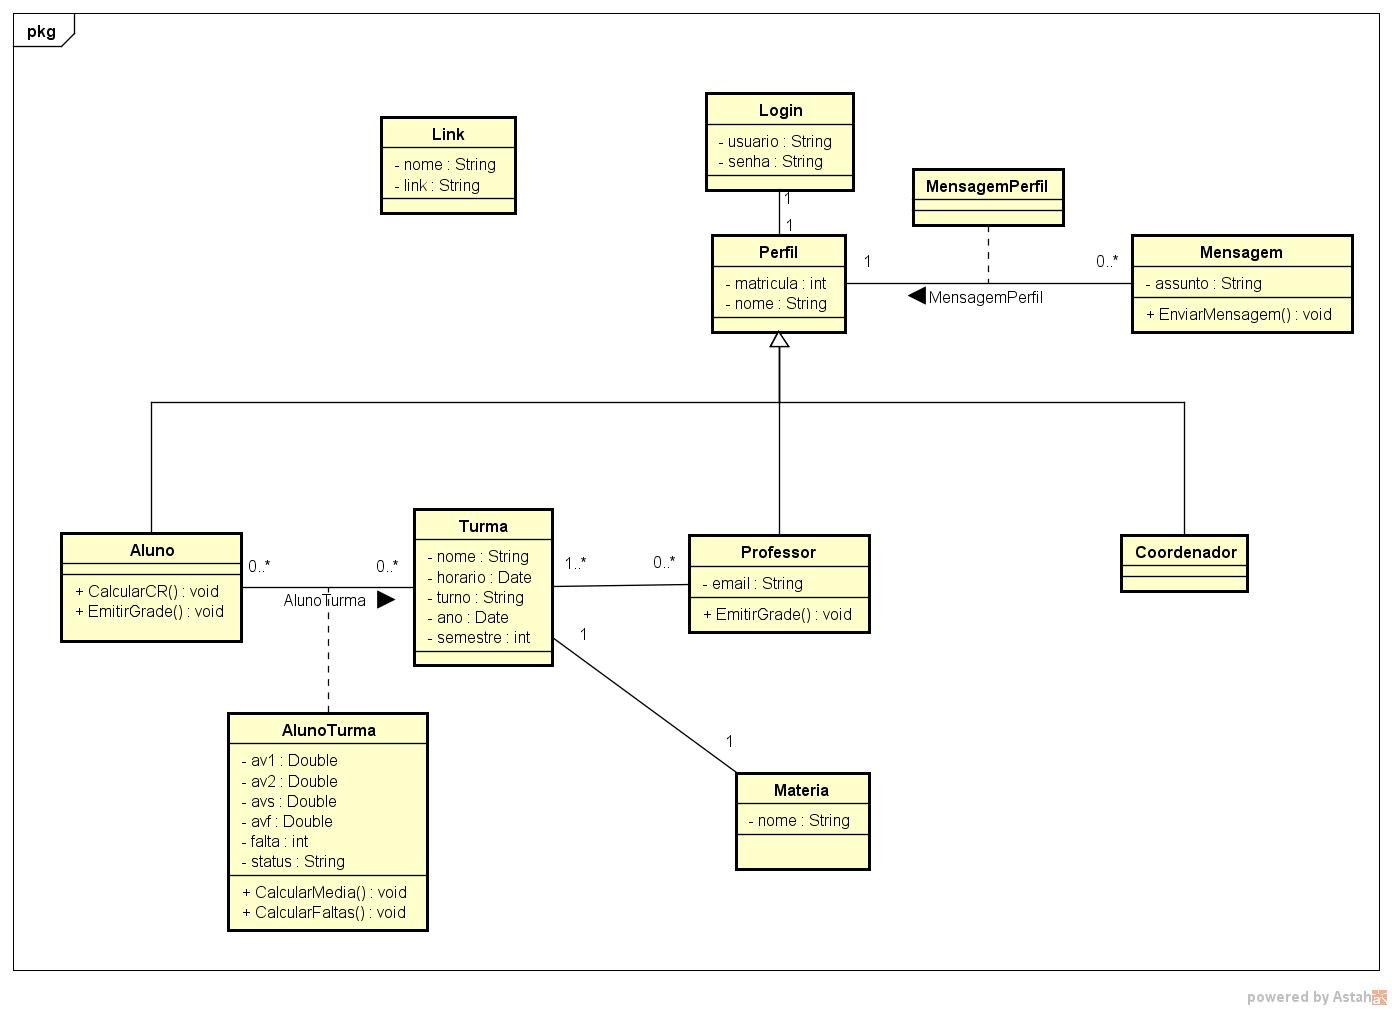 pkg
Link
- nome : String
- link : String
Login
- usuario : String
- senha : String
1
1
MensagemPerfil
Perfil
- matricula : int
- nome : String
1
0..*
MensagemPerfil
Mensagem
- assunto : String
+ EnviarMensagem() : void
Aluno
+ CalcularCR() : void
+ EmitirGrade() : void
0..*
0..*
AlunoTurma
Turma
- nome : String
- horario : Date
- turno : String
- ano : Date
- semestre : int
1..*
0..*
Professor
- email : String
+ EmitirGrade() : void
Coordenador
1
1
AlunoTurma
- av1 : Double
- av2 : Double
- avs : Double
- avf : Double
- falta : int
- status : String
+ CalcularMedia() : void
+ CalcularFaltas() : void
Materia
- nome : String
powered by Astah